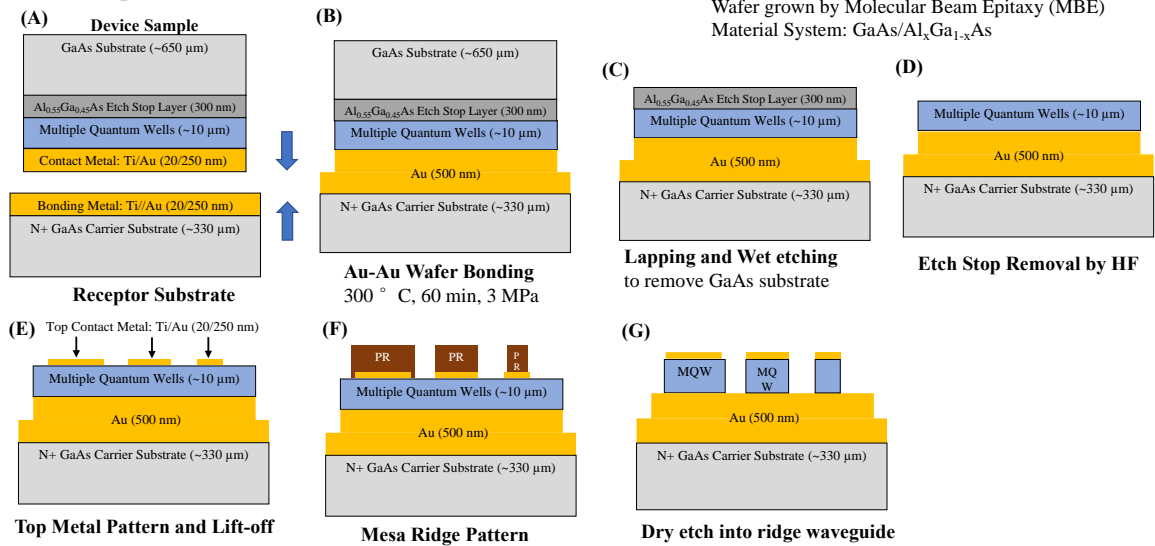 Wafer grown by Molecular Beam Epitaxy (MBE)
Material System: GaAs/AlxGa1-xAs
(A)
Device Sample
GaAs Substrate (~650 µm)
Al0.55Ga0.45As Etch Stop Layer (300 nm)
Multiple Quantum Wells (~10 µm)
Contact Metal: Ti/Au (20/250 nm)
Bonding Metal: Ti//Au (20/250 nm)
N+ GaAs Carrier Substrate (~330 µm)
Receptor Substrate
(B)
GaAs Substrate (~650 µm)
Al0.55Ga0.45As Etch Stop Layer (300 nm)
Multiple Quantum Wells (~10 µm)
Au (500 nm)
N+ GaAs Carrier Substrate (~330 µm)
Au-Au Wafer Bonding
300 ° C, 60 min, 3 MPa
(C)
Al0.55Ga0.45As Etch Stop Layer (300 nm)
Multiple Quantum Wells (~10 µm)
Au (500 nm)
N+ GaAs Carrier Substrate (~330 µm)
Lapping and Wet etching
to remove GaAs substrate
(D)
Multiple Quantum Wells (~10 µm)
Au (500 nm)
N+ GaAs Carrier Substrate (~330 µm)
Etch Stop Removal by HF
(E)
Top Contact Metal: Ti/Au (20/250 nm)
Multiple Quantum Wells (~10 µm)
Au (500 nm)
N+ GaAs Carrier Substrate (~330 µm)
Top Metal Pattern and Lift-off
(F)
PR
PR
P
R
Multiple Quantum Wells (~10 µm)
Au (500 nm)
N+ GaAs Carrier Substrate (~330 µm)
Mesa Ridge Pattern
(G)
MQW
MQ
W
Au (500 nm)
N+ GaAs Carrier Substrate (~330 µm)
Dry etch into ridge waveguide